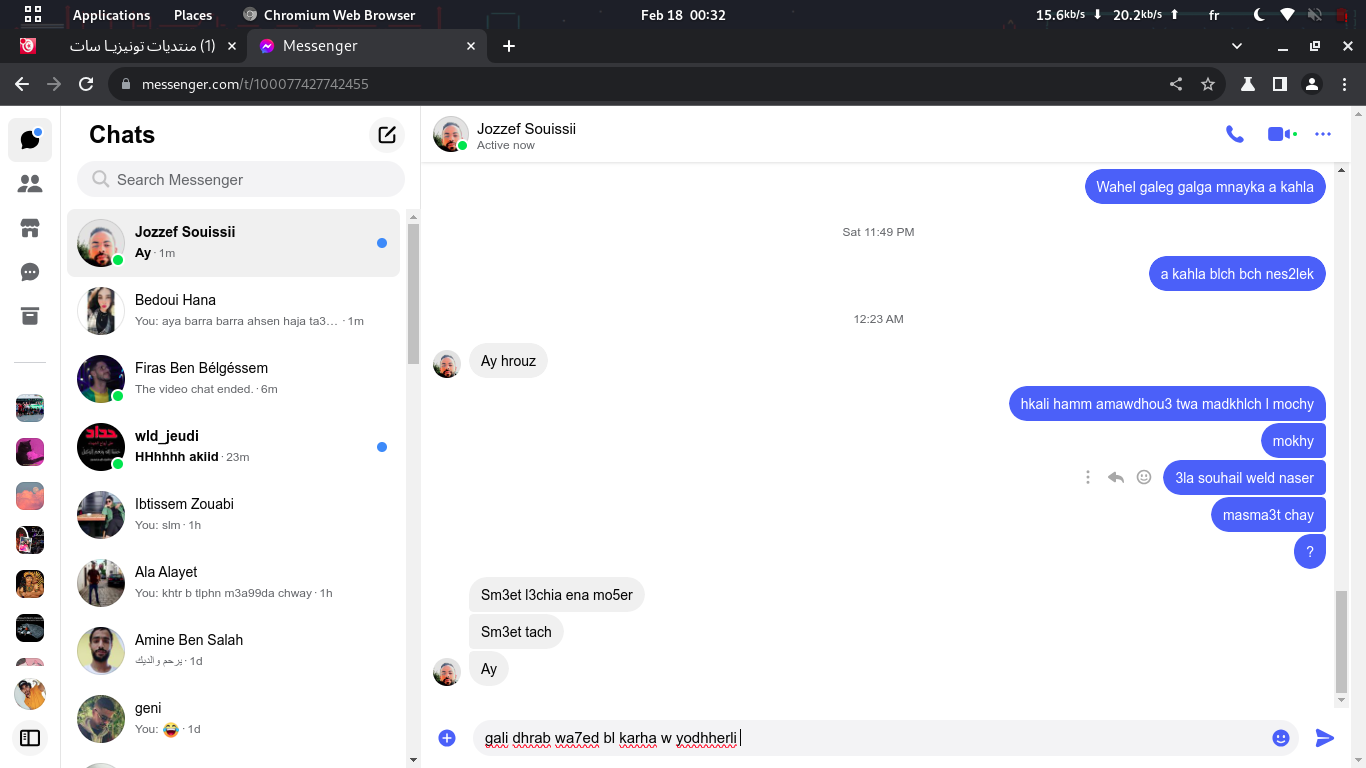 Applications Places Chromium Web Browser Feb 18 00:32 15.6kb/s 20.2kb/s fr
(1) منتديات تونيزيـا سات
Messenger
messenger.com/t/100077427742455
Chats
Search Messenger
Jozzef Souissii
Ay · 1m
Bedoui Hana
You: aya barra barra ahsen haja ta3... · 1m
Firas Ben Bélgéssem
The video chat ended. · 6m
wld_jeudi
HHhhhh akiid · 23m
Ibtissem Zouabi
You: slm · 1h
Ala Alayet
You: khtr b tlphn m3a99da chway · 1h
Amine Ben Salah
يرحم والديك · 1d
geni
You: 😂 · 1d
Jozzef Souissii
Active now
Wahel galeg galga mnayka a kahla
Sat 11:49 PM
a kahla blch bch nes2lek
12:23 AM
Ay hrouz
hkali hamm amawdhou3 twa madkhlch l mochy
mokhy
3la souhail weld naser
masma3t chay
?
Sm3et l3chia ena mo5er
Sm3et tach
Ay
gali dhrab wa7ed bl karha w yodhherli